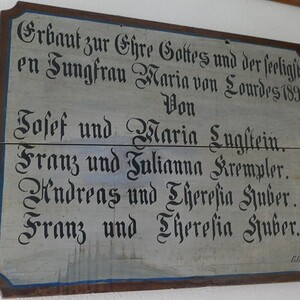 Erbaut zur Ehre Gottes und der seeligst
en Jungfrau Maria von Lourdes 189
Von
Josef und Maria Lugstein.
Franz und Julianna Krempler.
Andreas und Theresia Huber.
Franz und Theresia Huber.